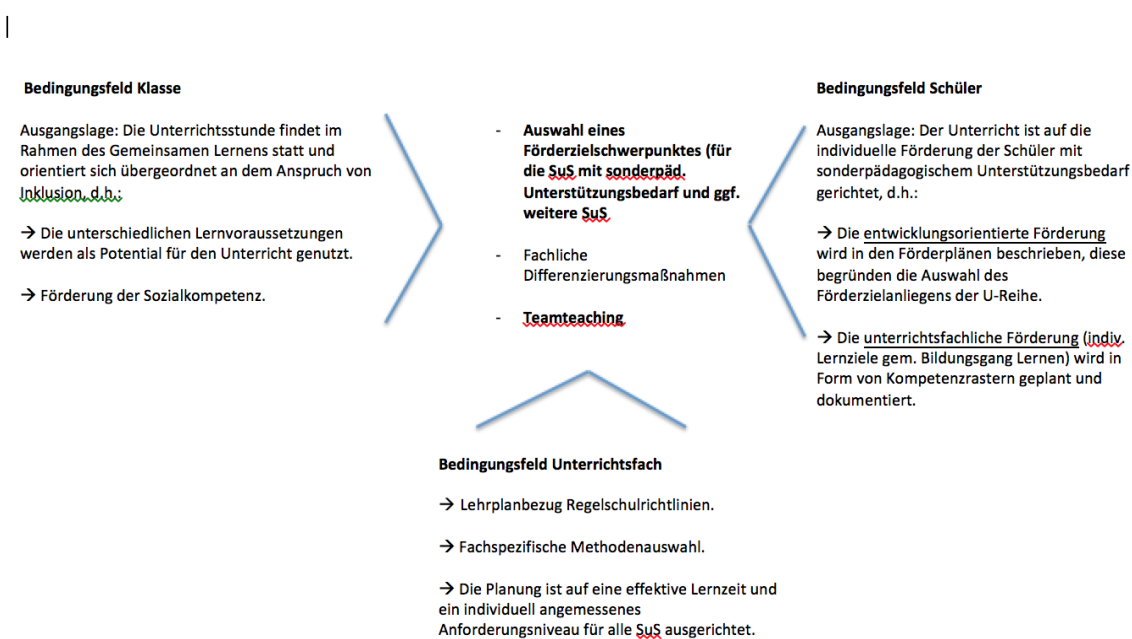 Bedingungsfeld Klasse
Ausgangslage: Die Unterrichtsstunde findet im
Rahmen des Gemeinsamen Lernens statt und
orientiert sich übergeordnet an dem Anspruch von
Inklusion, d.h.:
→ Die unterschiedlichen Lernvoraussetzungen
werden als Potential für den Unterricht genutzt.
→ Förderung der Sozialkompetenz.
- Auswahl eines
Förderzielschwerpunktes (für
die SuS mit sonderpäd.
Unterstützungsbedarf und ggf.
weitere SuS
- Fachliche
Differenzierungsmaßnahmen
- Teamteaching
Bedingungsfeld Schüler
Ausgangslage: Der Unterricht ist auf die
individuelle Förderung der Schüler mit
sonderpädagogischem Unterstützungsbedarf
gerichtet, d.h.:
→ Die entwicklungsorientierte Förderung
wird in den Förderplänen beschrieben, diese
begründen die Auswahl des
Förderzielanliegens der U-Reihe.
→ Die unterrichtsfachliche Förderung (indiv.
Lernziele gem. Bildungsgang Lernen) wird in
Form von Kompetenzrastern geplant und
dokumentiert.
Bedingungsfeld Unterrichtsfach
→ Lehrplanbezug Regelschulrichtlinien.
→ Fachspezifische Methodenauswahl.
→ Die Planung ist auf eine effektive Lernzeit und
ein individuell angemessenes
Anforderungsniveau für alle SuS ausgerichtet.